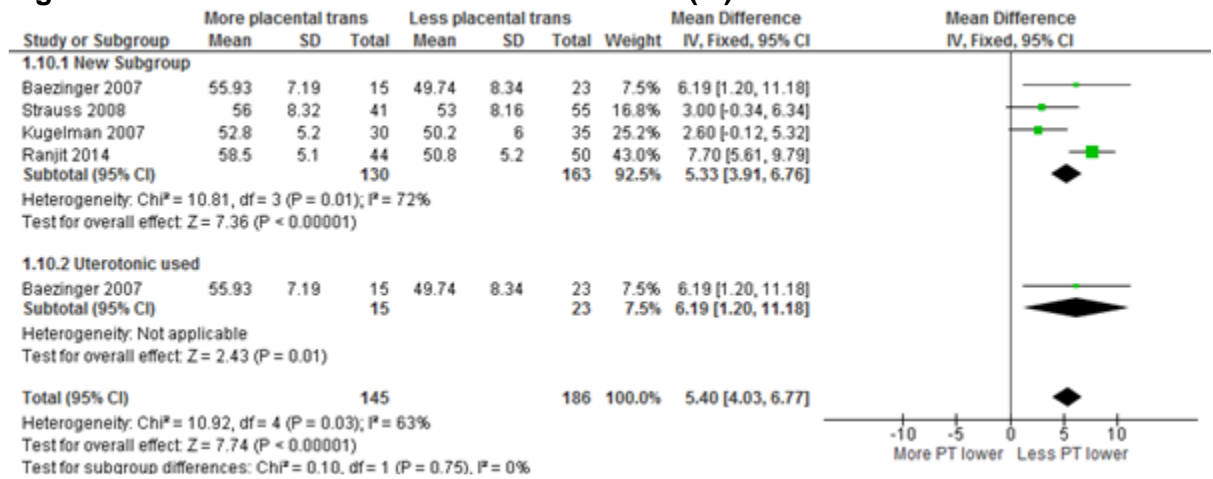 More placental trans Less placental trans Mean Difference Mean Difference
Study or Subgroup Mean SD Total Mean SD Total Weight IV, Fixed, 95% CI IV, Fixed, 95% CI
1.10.1 New Subgroup
Baezinger 2007 55.93 7.19 15 49.74 8.34 23 7.5% 6.19 [1.20, 11.18]
Strauss 2008 56 8.32 41 53 8.16 55 16.8% 3.00 [-0.34, 6.34]
Kugelman 2007 52.8 5.2 30 50.2 6 35 25.2% 2.60 [-0.12, 5.32]
Ranjit 2014 58.5 5.1 44 50.8 5.2 50 43.0% 7.70 [5.61, 9.79]
Subtotal (95% CI) 130 163 92.5% 5.33 [3.91, 6.76]
Heterogeneity: Chi² = 10.81, df = 3 (P = 0.01); I² = 72%
Test for overall effect: Z = 7.36 (P < 0.00001)
1.10.2 Uterotonic used
Baezinger 2007 55.93 7.19 15 49.74 8.34 23 7.5% 6.19 [1.20, 11.18]
Subtotal (95% CI) 15 23 7.5% 6.19 [1.20, 11.18]
Heterogeneity: Not applicable
Test for overall effect: Z = 2.43 (P = 0.01)
Total (95% CI) 145 186 100.0% 5.40 [4.03, 6.77]
Heterogeneity: Chi² = 10.92, df = 4 (P = 0.03); I² = 63%
Test for overall effect: Z = 7.74 (P < 0.00001)
Test for subgroup differences: Chi² = 0.10, df = 1 (P = 0.75), I² = 0%
-10 -5 0 5 10
More PT lower Less PT lower